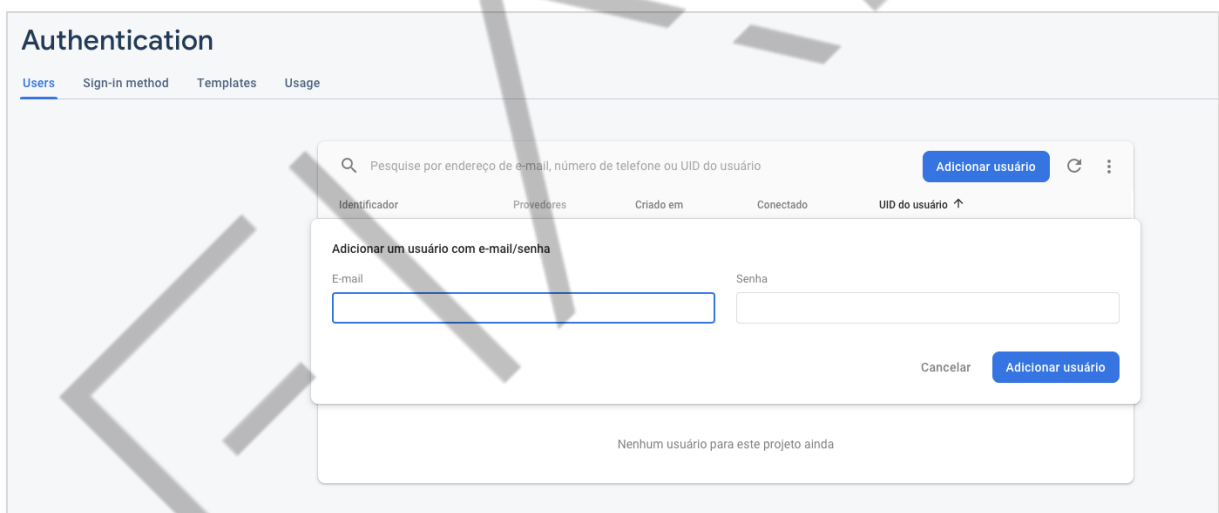 Authentication
Users Sign-in method Templates Usage
Pesquise por endereço de e-mail, número de telefone ou UID do usuário Adicionar usuário
Identificador Provedores Criado em Conectado UID do usuário ↑
Adicionar um usuário com e-mail/senha
E-mail Senha
Cancelar Adicionar usuário
Nenhum usuário para este projeto ainda